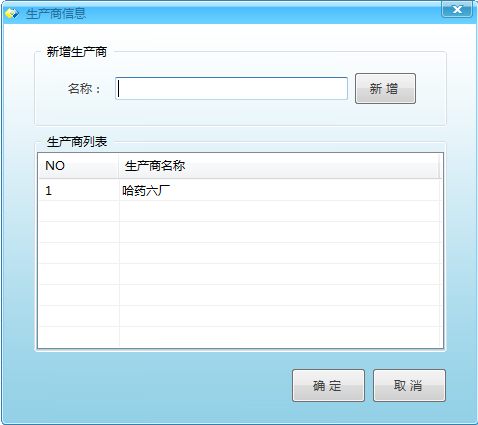 生产商信息
新增生产商
名称：
新 增
生产商列表
NO 生产商名称
1 哈药六厂
确 定 取 消